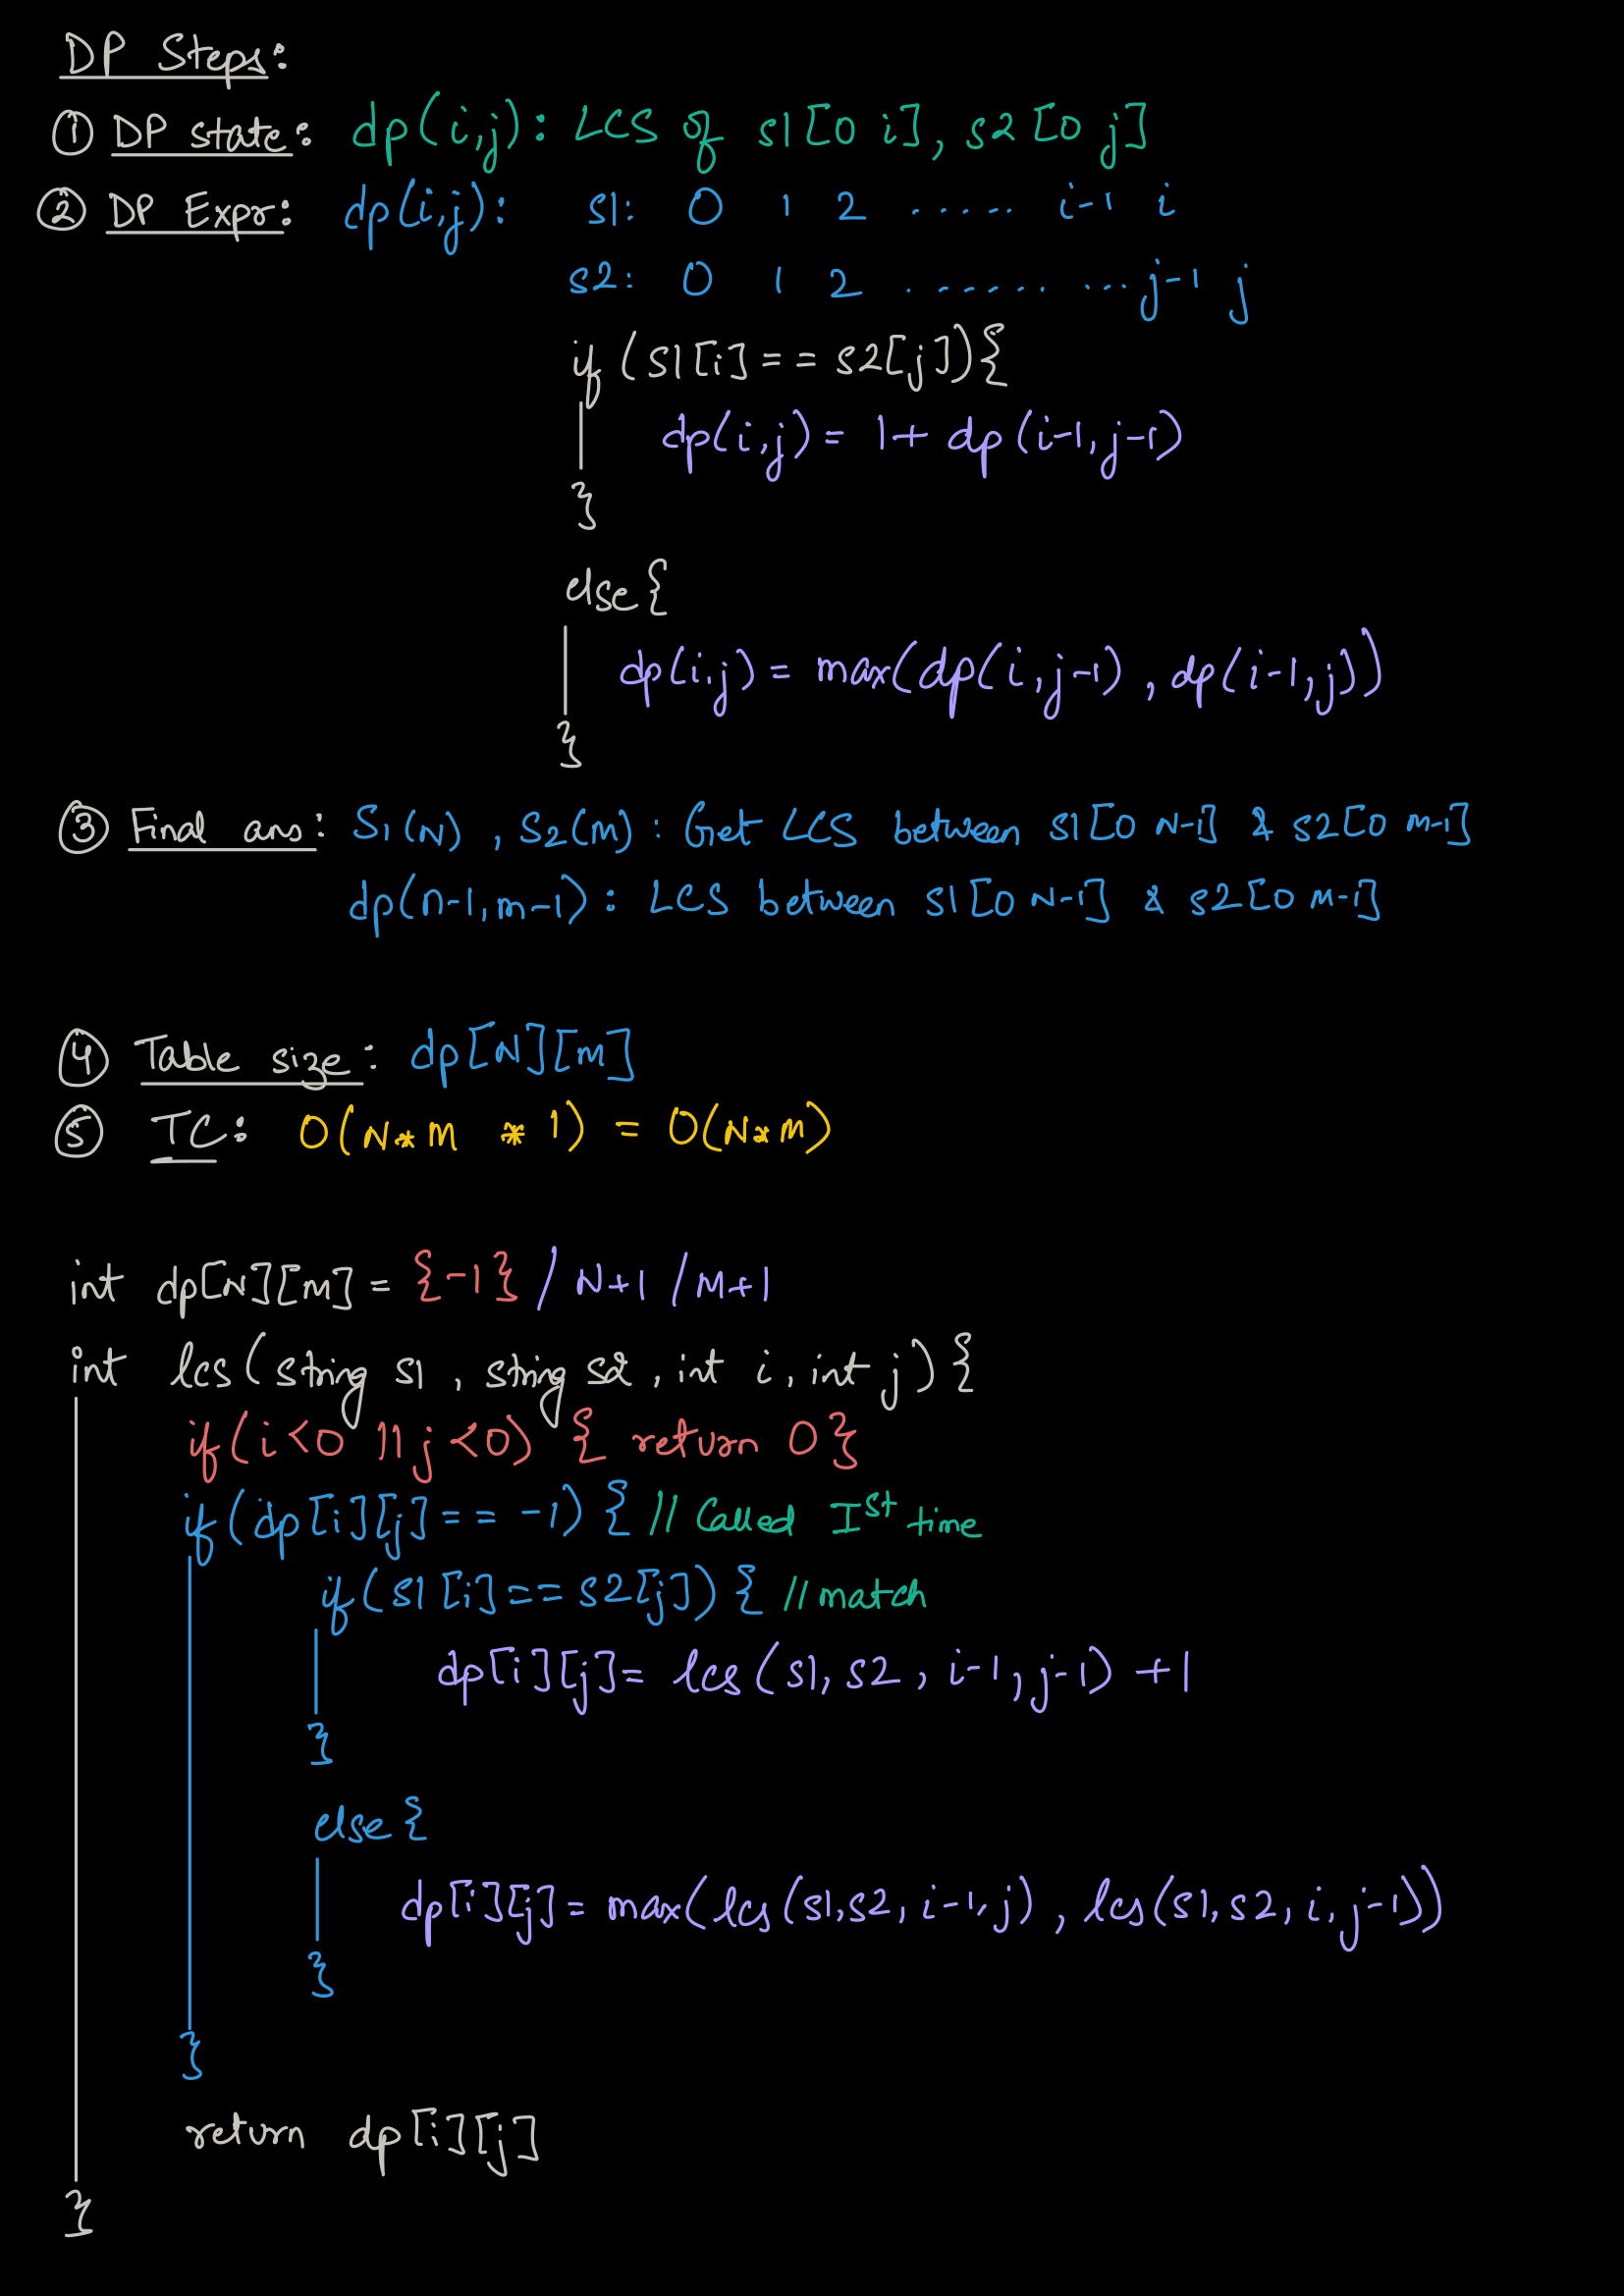 DP Steps:
① DP state: dp(i,j): LCS of s1[0 i], s2[0 j]
② DP Expr: dp(i,j): s1: 0 1 2 ..... i-1 i
s2: 0 1 2 ......... j-1 j
if (s1[i] == s2[j]){
dp(i,j) = 1+ dp(i-1,j-1)
}
else{
dp(i,j) = max(dp(i,j-1), dp(i-1,j))
}
③ Final ans: S1(N), S2(M): Get LCS between s1[0 N-1] & s2[0 M-1]
dp(n-1,m-1): LCS between s1[0 N-1] & s2[0 M-1]
④ Table size: dp[N][M]
⑤ TC: O(N*M * 1) = O(N*M)
int dp[N][M] = {-1} / N+1 / M+1
int lcs(string s1, string s2, int i, int j) {
if(i<0 || j<0) { return 0}
if(dp[i][j] == -1) { // Called Ist time
if(s1[i] == s2[j]) { // match
dp[i][j]= lcs(s1,s2, i-1,j-1) +1
}
else {
dp[i][j]= max(lcs(s1,s2, i-1,j), lcs(s1,s2, i,j-1))
}
}
return dp[i][j]
}